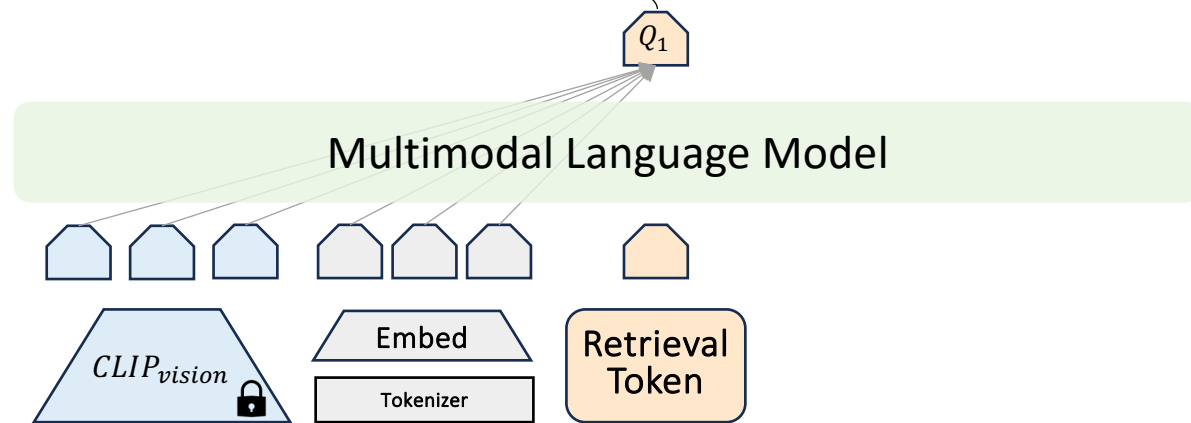 Q₁
Multimodal Language Model
CLIPᵥᵢₛᵢₒₙ
Embed
Tokenizer
Retrieval
Token